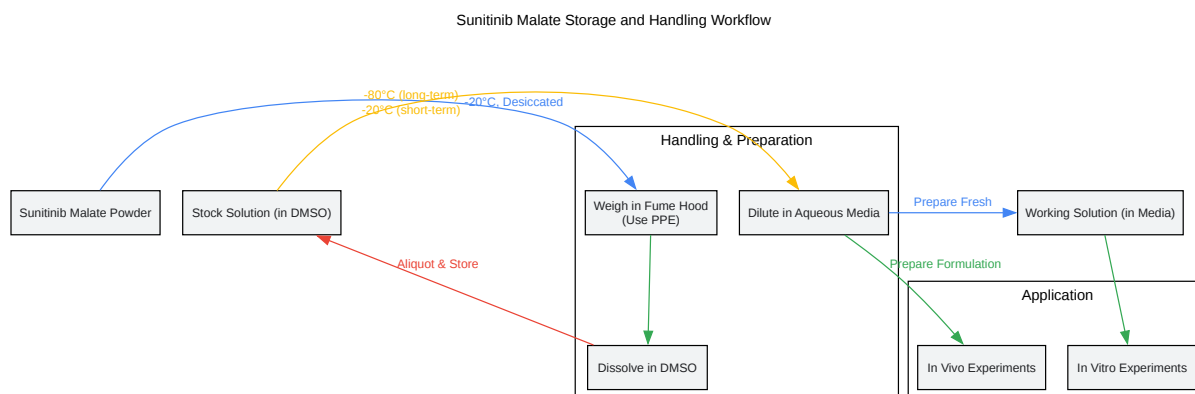 Sunitinib Malate Storage and Handling Workflow
-80°C (long-term)
-20°C (short-term)
-20°C, Desiccated
Handling & Preparation
Sunitinib Malate Powder
Stock Solution (in DMSO)
Weigh in Fume Hood
(Use PPE)
Dilute in Aqueous Media
Prepare Fresh
Working Solution (in Media)
Aliquot & Store
Prepare Formulation
Application
Dissolve in DMSO
In Vivo Experiments
In Vitro Experiments